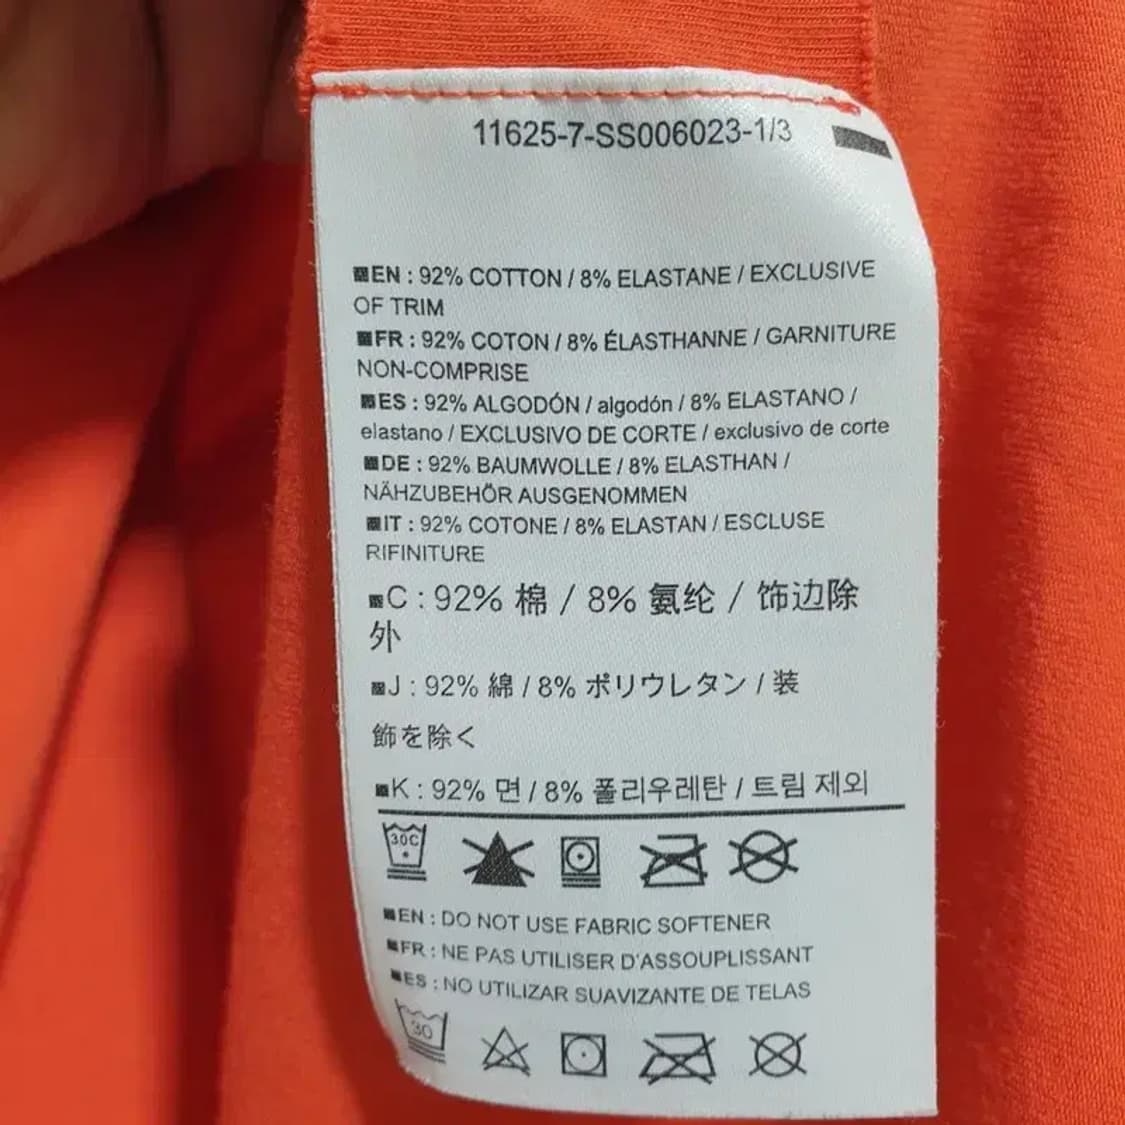 11625-7-SS006023-1/3
EN : 92% COTTON / 8% ELASTANE / EXCLUSIVE
OF TRIM
FR : 92% COTON / 8% ÉLASTHANNE / GARNITURE
NON-COMPRISE
ES : 92% ALGODÓN / algodón / 8% ELASTANO /
elastano / EXCLUSIVO DE CORTE / exclusivo de corte
DE : 92% BAUMWOLLE / 8% ELASTHAN /
NÄHZUBEHÖR AUSGENOMMEN
IT : 92% COTONE / 8% ELASTAN / ESCLUSE
RIFINITURE
C : 92% 棉 / 8% 氨纶 / 饰边除
外
J : 92% 綿 / 8% ポリウレタン / 装
飾を除く
K : 92% 면 / 8% 폴리우레탄 / 트림 제외
30C
EN : DO NOT USE FABRIC SOFTENER
FR : NE PAS UTILISER D'ASSOUPLISSANT
ES : NO UTILIZAR SUAVIZANTE DE TELAS
30